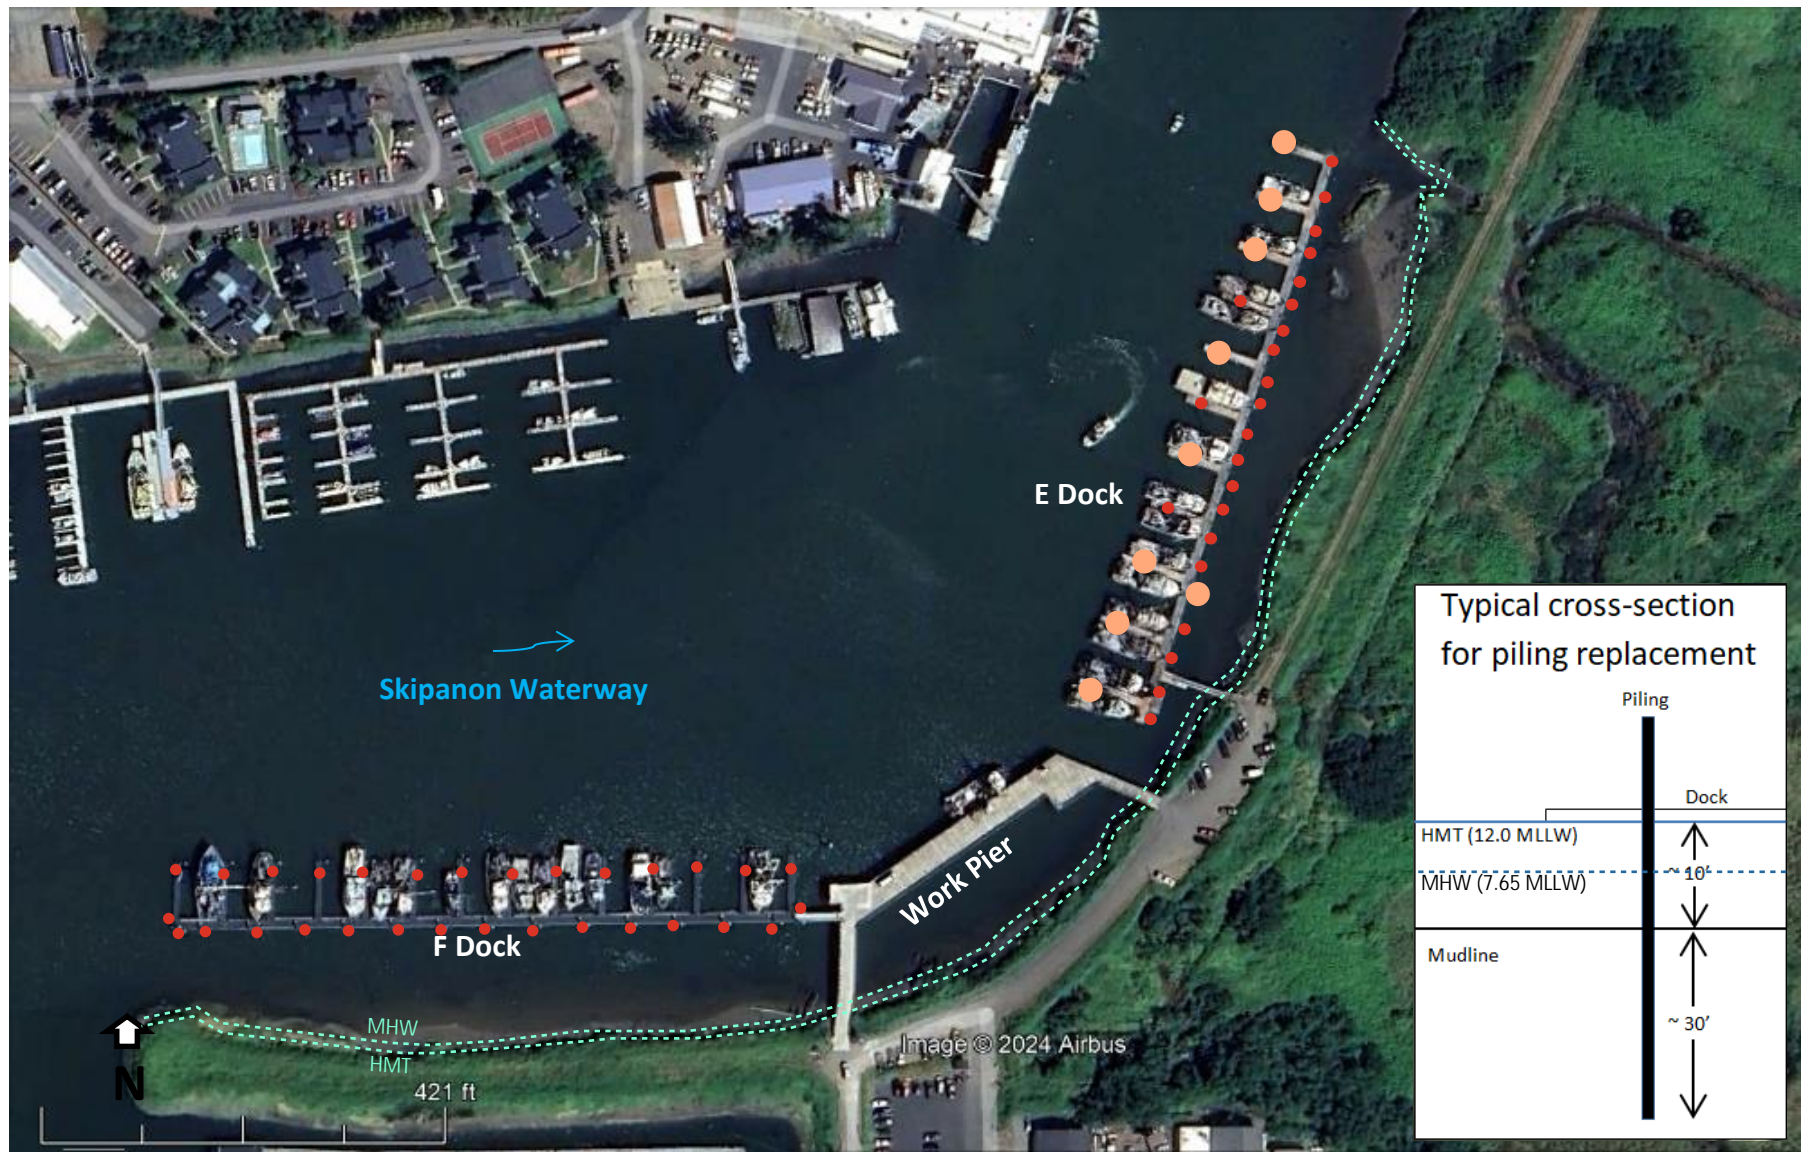 E Dock
Skipanon Waterway
Work Pier
F Dock
MHW
HMT
N
421 ft
Image © 2024 Airbus
Typical cross-section
for piling replacement
Piling
Dock
HMT (12.0 MLLW)
~ 10'
MHW (7.65 MLLW)
Mudline
~ 30'